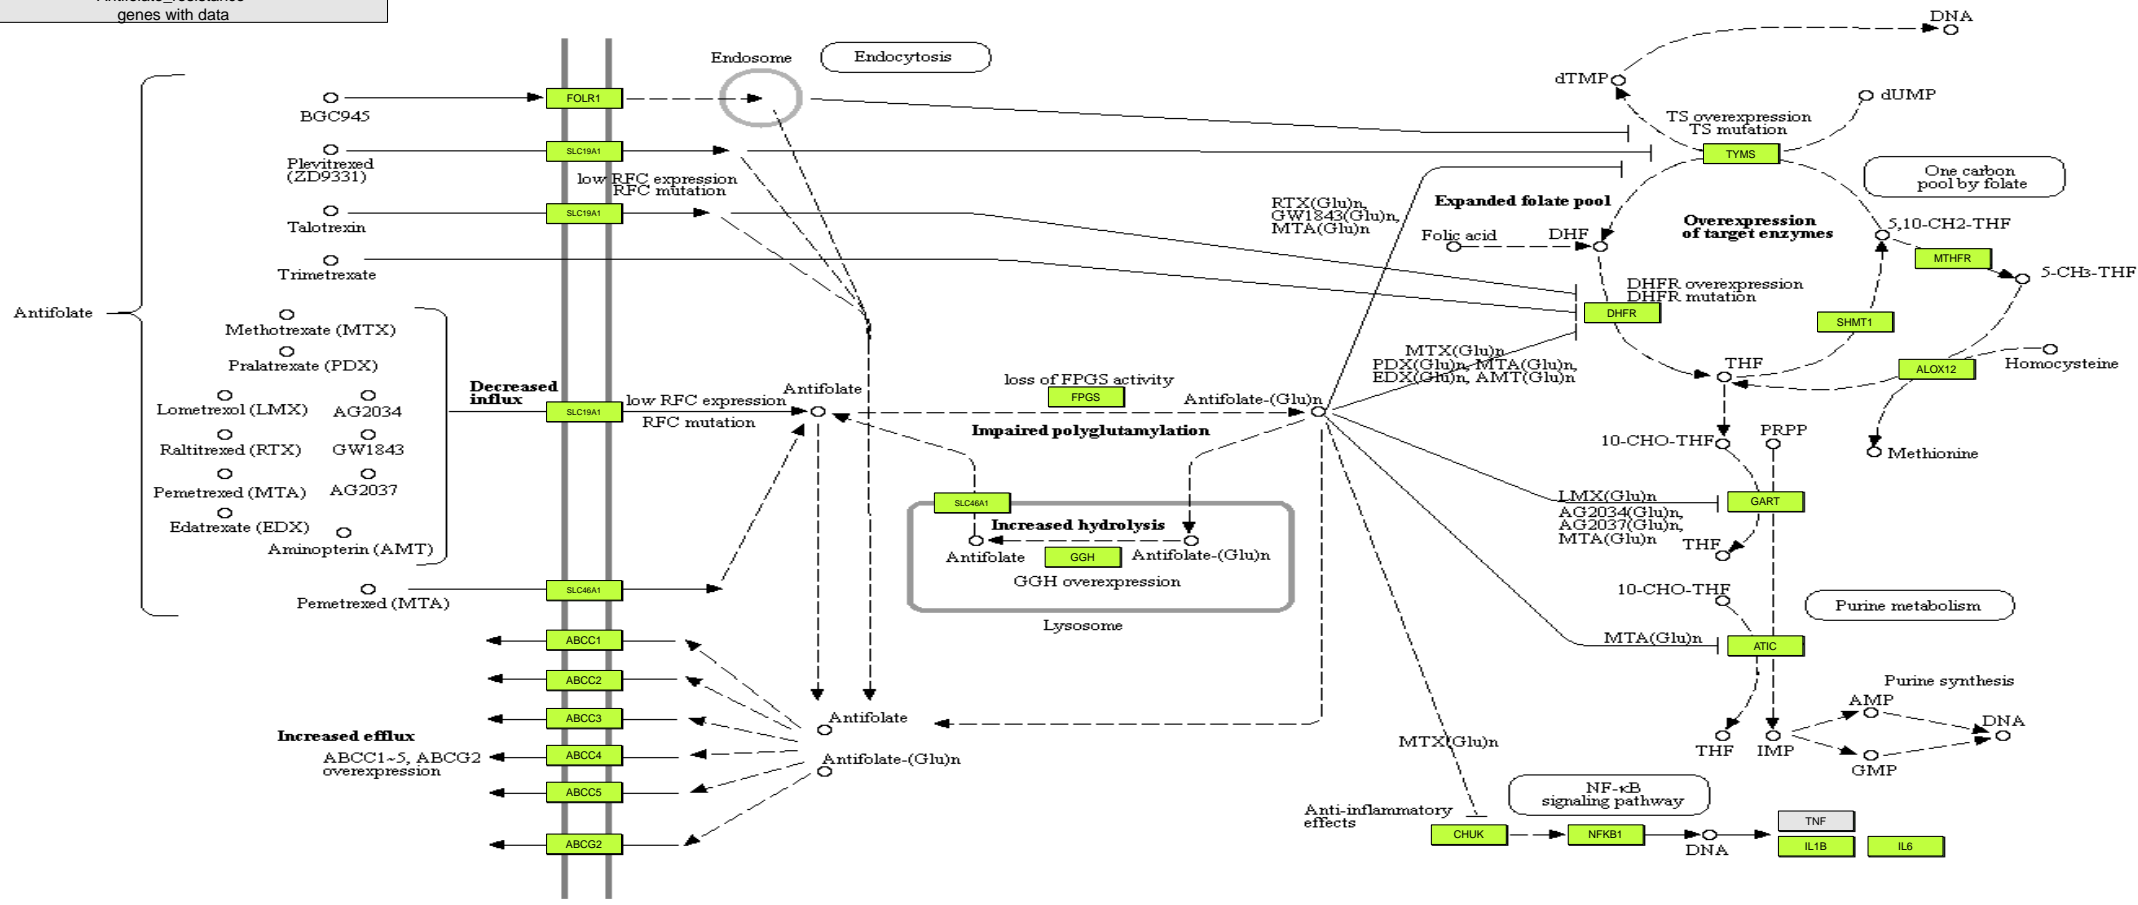 Antifolate_resistance
genes with data
DNA
Endosome
Endocytosis
dTMP
dUMP
FOLR1
BGC945
TS overexpression
TS mutation
TYMS
SLC19A1
Plevitrexed
(ZD9331)
low RFC expression
RFC mutation
One carbon
pool by folate
RTX(Glu)n,
GW1843(Glu)n,
MTA(Glu)n
Expanded folate pool
Overexpression
of target enzymes
SLC19A1
Talotrexin
Folic acid
DHF
5,10-CH2-THF
MTHFR
5-CH3-THF
Trimetrexate
DHFR overexpression
DHFR mutation
DHFR
SHMT1
Antifolate
Methotrexate (MTX)
Pralatrexate (PDX)
MTX(Glu)n
PDX(Glu)n, MTA(Glu)n,
EDX(Glu)n, AMT(Glu)n
THF
ALOX12
Homocysteine
Decreased
influx
Lometrexol (LMX)
AG2034
SLC19A1
low RFC expression
RFC mutation
Antifolate
loss of FPGS activity
FPGS
Antifolate-(Glu)n
Impaired polyglutamylation
Raltitrexed (RTX)
GW1843
10-CHO-THF
PRPP
Methionine
Pemetrexed (MTA)
AG2037
SLC46A1
LMX(Glu)n
AG2034(Glu)n,
AG2037(Glu)n,
MTA(Glu)n
GART
THF
Edatrexate (EDX)
Aminopterin (AMT)
Increased hydrolysis
Antifolate
GGH
Antifolate-(Glu)n
GGH overexpression
Lysosome
SLC46A1
Pemetrexed (MTA)
10-CHO-THF
Purine metabolism
MTA(Glu)n
ATIC
ABCC1
ABCC2
ABCC3
ABCC4
ABCC5
ABCG2
Increased efflux
ABCC1~5, ABCG2
overexpression
Antifolate
Antifolate-(Glu)n
Purine synthesis
AMP
DNA
THF
IMP
GMP
MTX(Glu)n
NF-κB
signaling pathway
Anti-inflammatory
effects
CHUK
NFKB1
DNA
TNF
IL1B
IL6